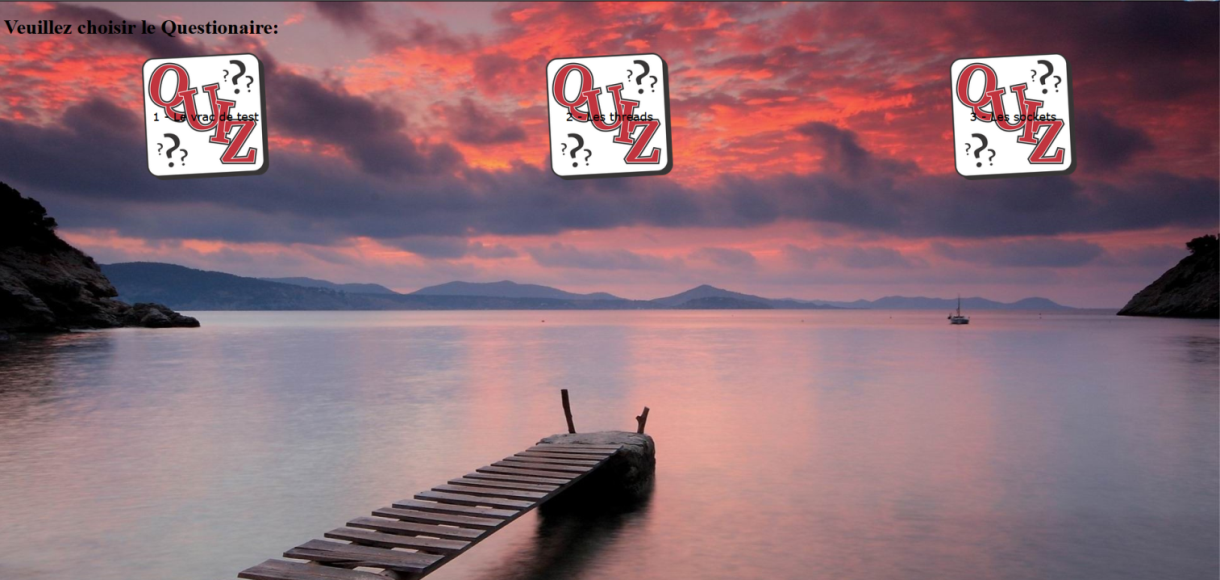 Veuillez choisir le Questionaire:
QUIZ ??? ???
1 - Le vrac de test
QUIZ ??? ???
2 - Les threads
QUIZ ??? ???
3 - Les sockets